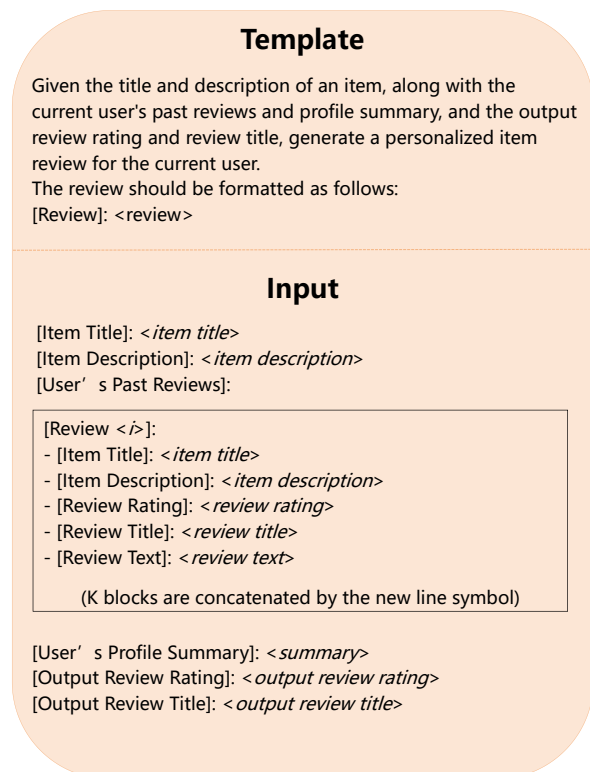 Template
Given the title and description of an item, along with the
current user's past reviews and profile summary, and the output
review rating and review title, generate a personalized item
review for the current user.
The review should be formatted as follows:
[Review]: <review>
Input
[Item Title]: <item title>
[Item Description]: <item description>
[User’ s Past Reviews]:
[Review <i>]:
- [Item Title]: <item title>
- [Item Description]: <item description>
- [Review Rating]: <review rating>
- [Review Title]: <review title>
- [Review Text]: <review text>
(K blocks are concatenated by the new line symbol)
[User’ s Profile Summary]: <summary>
[Output Review Rating]: <output review rating>
[Output Review Title]: <output review title>